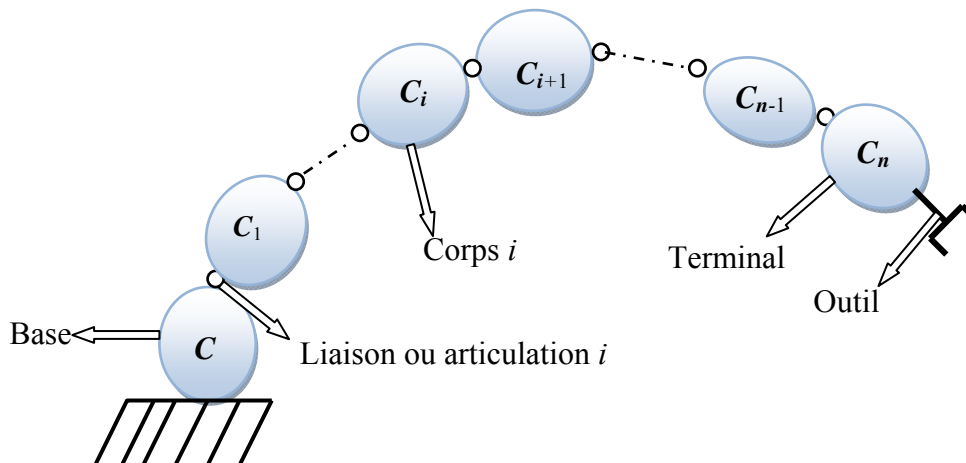 C_i
C_{i+1}
C_{n-1}
C_n
C_1
Corps i
Terminal
Outil
Base
C
Liaison ou articulation i